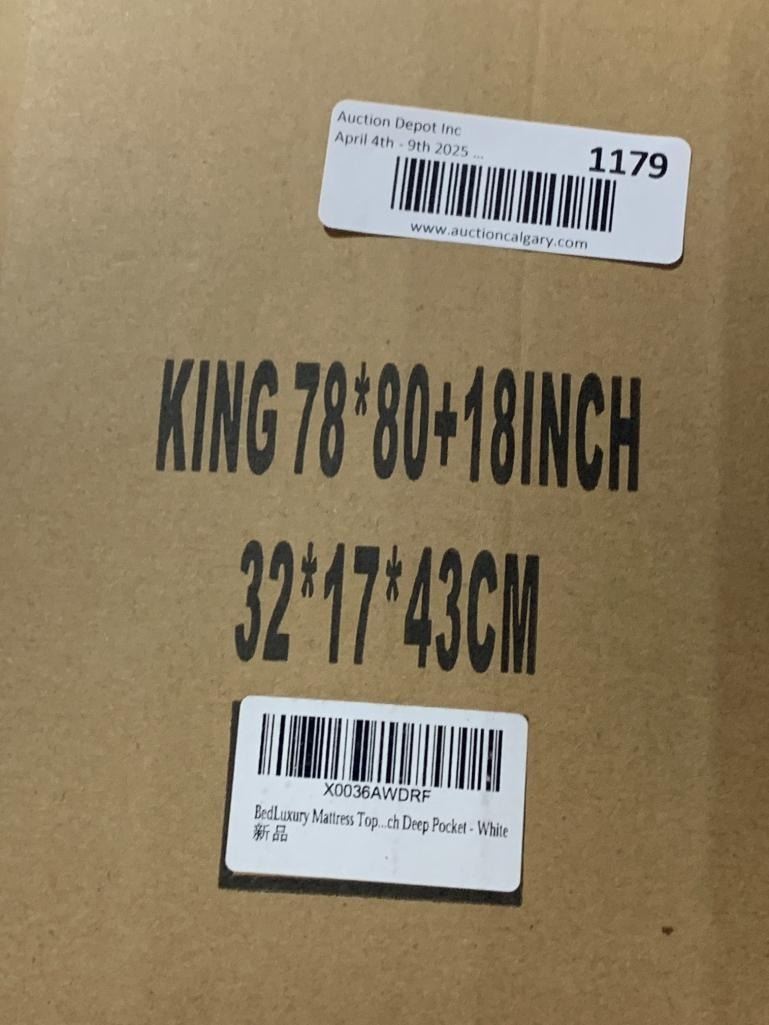 Auction Depot Inc
April 4th - 9th 2025 ...
1179
www.auctioncalgary.com
KING 78*80+18INCH
32*17*43CM
X0036AWDRF
BedLuxury Mattress Top...ch Deep Pocket - White
新品